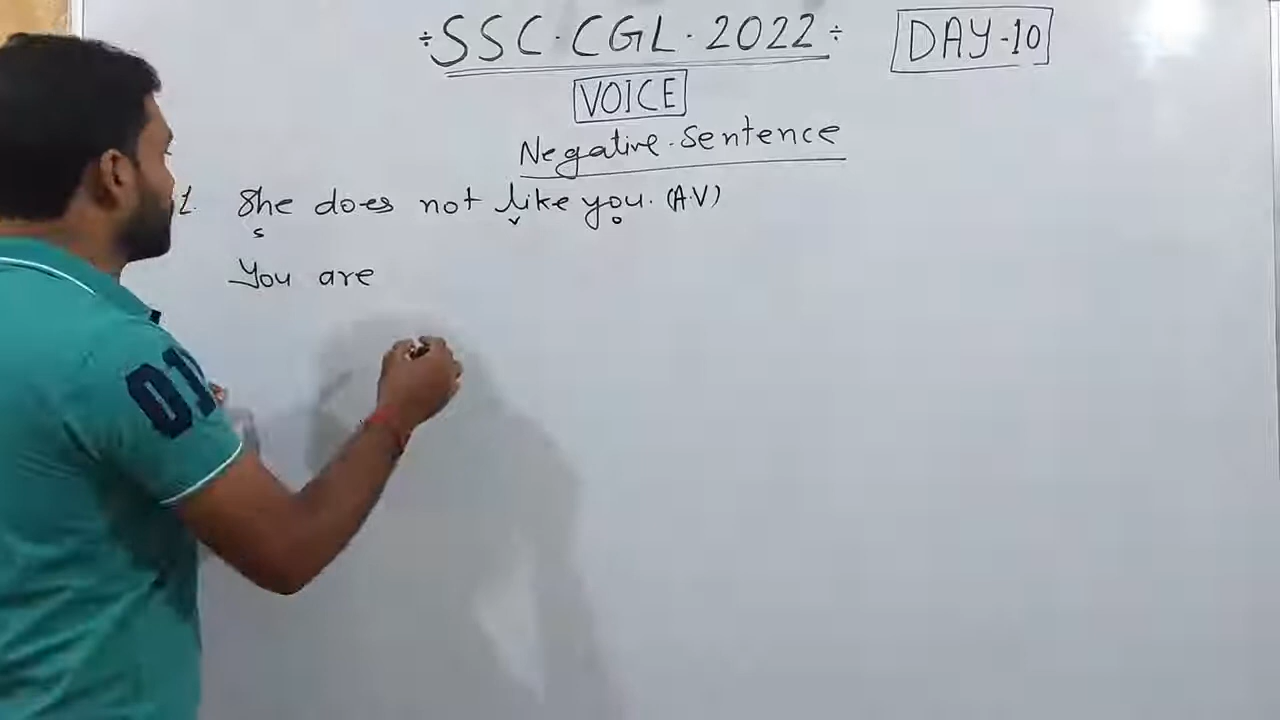 ÷SSC.CGL.2022÷ DAY-10
VOICE
Negative.Sentence
1. She does not like you. (A.V)
s v o
You are
01